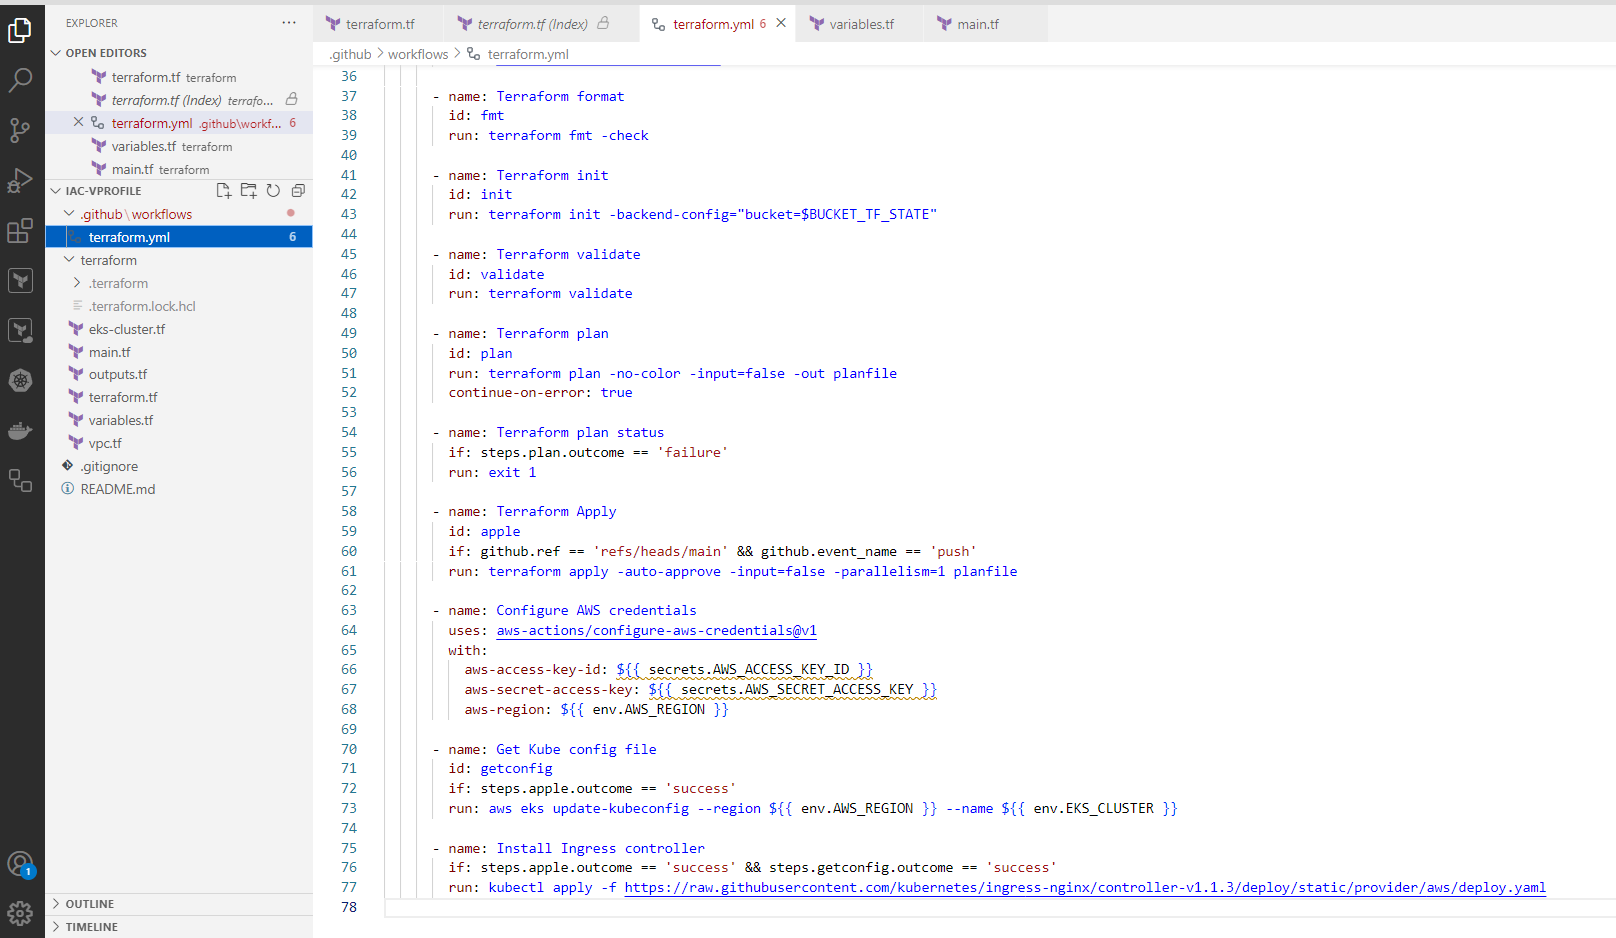 EXPLORER
OPEN EDITORS
terraform.tf terraform
terraform.tf (Index) terrafo...
terraform.yml .github\workf... 6
variables.tf terraform
main.tf terraform
IAC-VPROFILE
.github \ workflows
terraform.yml 6
terraform
.terraform
.terraform.lock.hcl
eks-cluster.tf
main.tf
outputs.tf
terraform.tf
variables.tf
vpc.tf
.gitignore
README.md
OUTLINE
TIMELINE
1
terraform.tf terraform.tf (Index) terraform.yml 6 variables.tf main.tf
.github > workflows > terraform.yml
36
37 - name: Terraform format
38 id: fmt
39 run: terraform fmt -check
40
41 - name: Terraform init
42 id: init
43 run: terraform init -backend-config="bucket=$BUCKET_TF_STATE"
44
45 - name: Terraform validate
46 id: validate
47 run: terraform validate
48
49 - name: Terraform plan
50 id: plan
51 run: terraform plan -no-color -input=false -out planfile
52 continue-on-error: true
53
54 - name: Terraform plan status
55 if: steps.plan.outcome == 'failure'
56 run: exit 1
57
58 - name: Terraform Apply
59 id: apple
60 if: github.ref == 'refs/heads/main' && github.event_name == 'push'
61 run: terraform apply -auto-approve -input=false -parallelism=1 planfile
62
63 - name: Configure AWS credentials
64 uses: aws-actions/configure-aws-credentials@v1
65 with:
66 aws-access-key-id: ${{ secrets.AWS_ACCESS_KEY_ID }}
67 aws-secret-access-key: ${{ secrets.AWS_SECRET_ACCESS_KEY }}
68 aws-region: ${{ env.AWS_REGION }}
69
70 - name: Get Kube config file
71 id: getconfig
72 if: steps.apple.outcome == 'success'
73 run: aws eks update-kubeconfig --region ${{ env.AWS_REGION }} --name ${{ env.EKS_CLUSTER }}
74
75 - name: Install Ingress controller
76 if: steps.apple.outcome == 'success' && steps.getconfig.outcome == 'success'
77 run: kubectl apply -f https://raw.githubusercontent.com/kubernetes/ingress-nginx/controller-v1.1.3/deploy/static/provider/aws/deploy.yaml
78